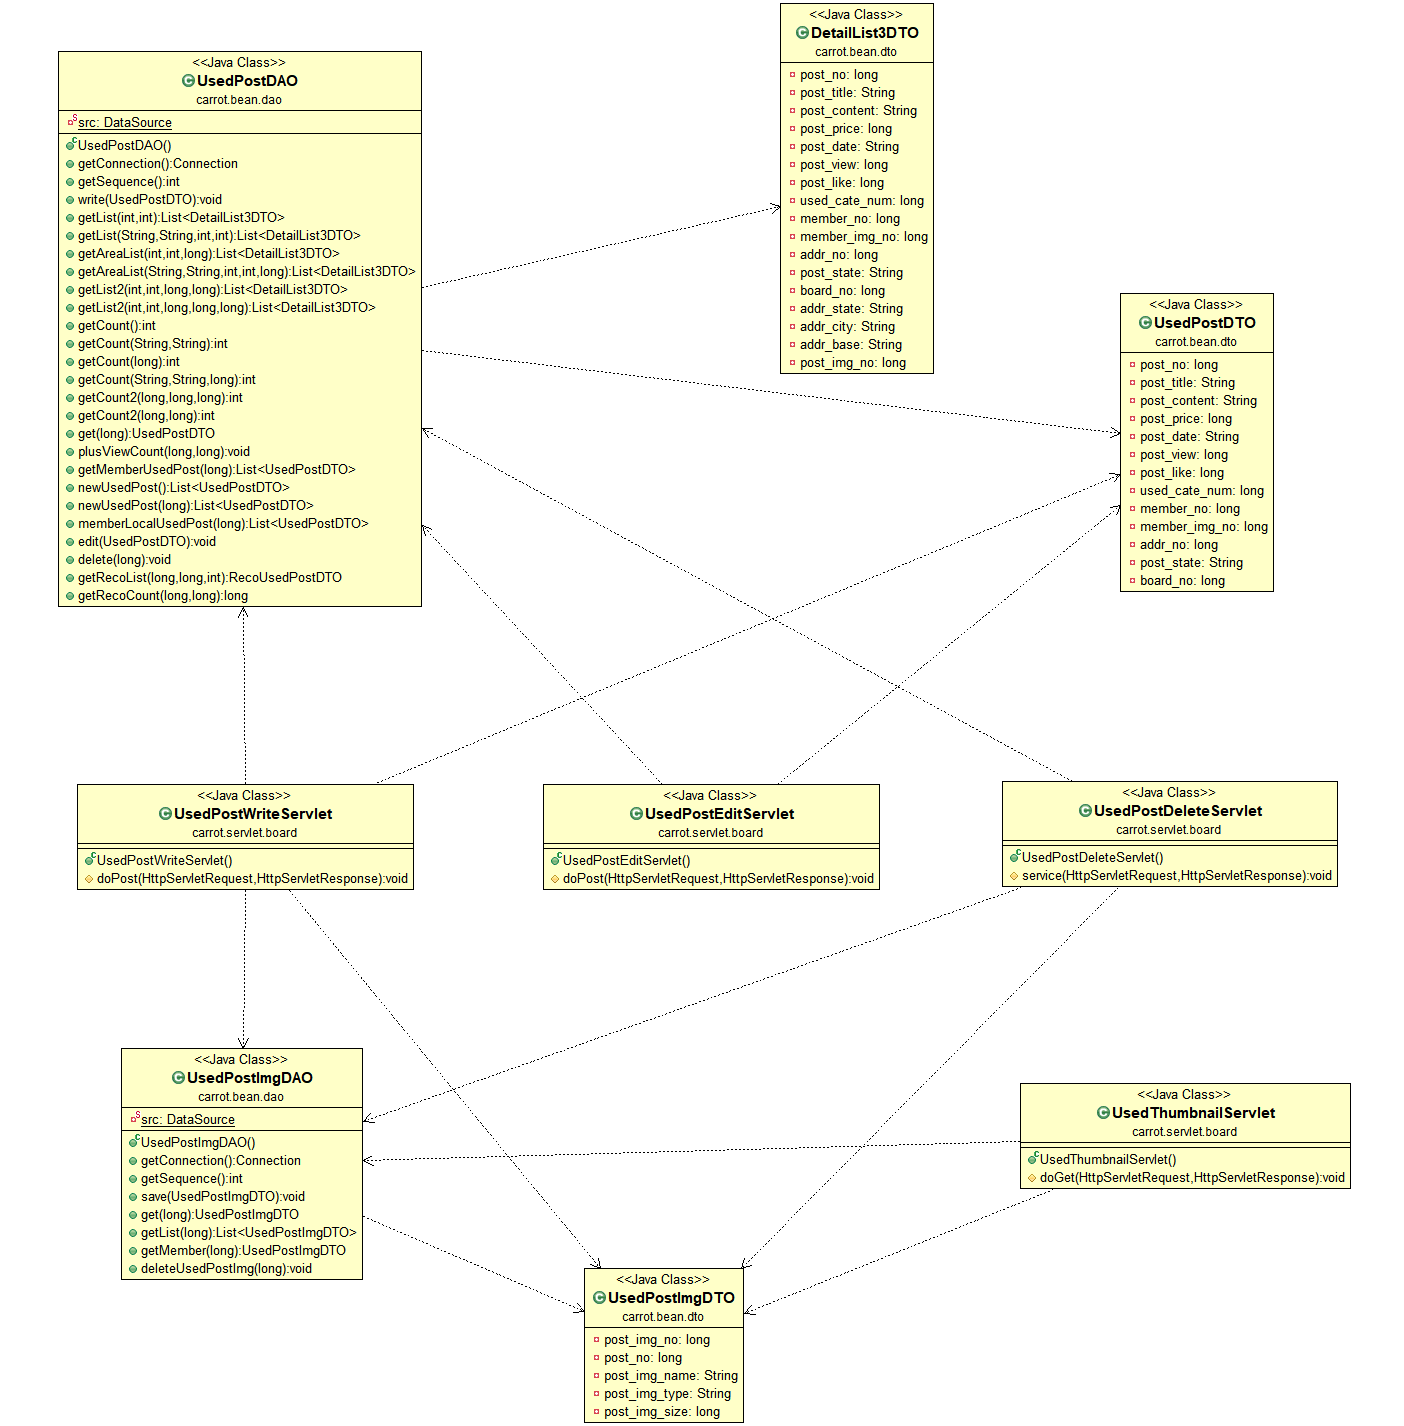 <<Java Class>>
DetailList3DTO
carrot.bean.dto
post_no: long
post_title: String
post_content: String
post_price: long
post_date: String
post_view: long
post_like: long
used_cate_num: long
member_no: long
member_img_no: long
addr_no: long
post_state: String
board_no: long
addr_state: String
addr_city: String
addr_base: String
post_img_no: long
<<Java Class>>
UsedPostDAO
carrot.bean.dao
src: DataSource
UsedPostDAO()
getConnection():Connection
getSequence():int
write(UsedPostDTO):void
getList(int,int):List<DetailList3DTO>
getList(String,String,int,int):List<DetailList3DTO>
getAreaList(int,int,long):List<DetailList3DTO>
getAreaList(String,String,int,int,long):List<DetailList3DTO>
getList2(int,int,long,long):List<DetailList3DTO>
getList2(int,int,long,long,long):List<DetailList3DTO>
getCount():int
getCount(String,String):int
getCount(long):int
getCount(String,String,long):int
getCount2(long,long,long):int
getCount2(long,long):int
get(long):UsedPostDTO
plusViewCount(long,long):void
getMemberUsedPost(long):List<UsedPostDTO>
newUsedPost():List<UsedPostDTO>
newUsedPost(long):List<UsedPostDTO>
memberLocalUsedPost(long):List<UsedPostDTO>
edit(UsedPostDTO):void
delete(long):void
getRecoList(long,long,int):RecoUsedPostDTO
getRecoCount(long,long):long
<<Java Class>>
UsedPostDTO
carrot.bean.dto
post_no: long
post_title: String
post_content: String
post_price: long
post_date: String
post_view: long
post_like: long
used_cate_num: long
member_no: long
member_img_no: long
addr_no: long
post_state: String
board_no: long
<<Java Class>>
UsedPostWriteServlet
carrot.servlet.board
UsedPostWriteServlet()
doPost(HttpServletRequest,HttpServletResponse):void
<<Java Class>>
UsedPostEditServlet
carrot.servlet.board
UsedPostEditServlet()
doPost(HttpServletRequest,HttpServletResponse):void
<<Java Class>>
UsedPostDeleteServlet
carrot.servlet.board
UsedPostDeleteServlet()
service(HttpServletRequest,HttpServletResponse):void
<<Java Class>>
UsedPostImgDAO
carrot.bean.dao
src: DataSource
UsedPostImgDAO()
getConnection():Connection
getSequence():int
save(UsedPostImgDTO):void
get(long):UsedPostImgDTO
getList(long):List<UsedPostImgDTO>
getMember(long):UsedPostImgDTO
deleteUsedPostImg(long):void
<<Java Class>>
UsedThumbnailServlet
carrot.servlet.board
UsedThumbnailServlet()
doGet(HttpServletRequest,HttpServletResponse):void
<<Java Class>>
UsedPostImgDTO
carrot.bean.dto
post_img_no: long
post_no: long
post_img_name: String
post_img_type: String
post_img_size: long